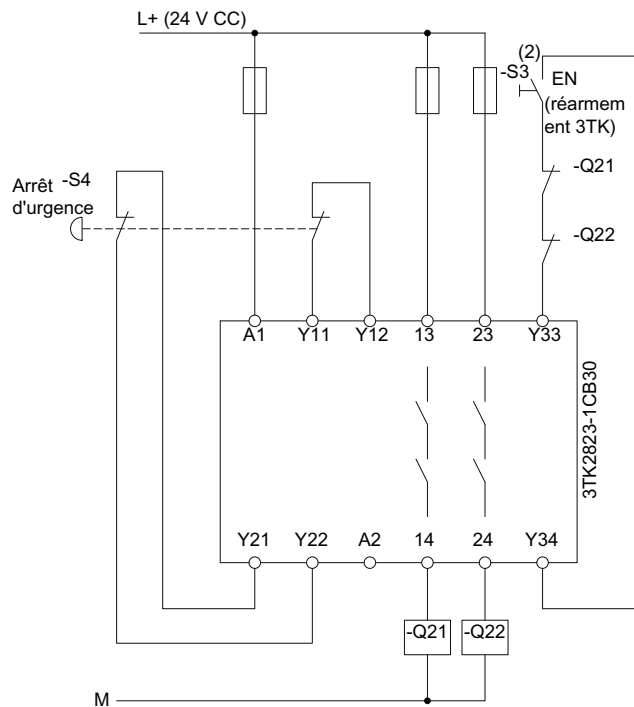 L+ (24 V CC)
(2)
-S3
EN
(réarmem
ent 3TK)
-Q21
-Q22
Arrêt
d'urgence
-S4
A1
Y11
Y12
13
23
Y33
3TK2823-1CB30
Y21
Y22
A2
14
24
Y34
-Q21
-Q22
M